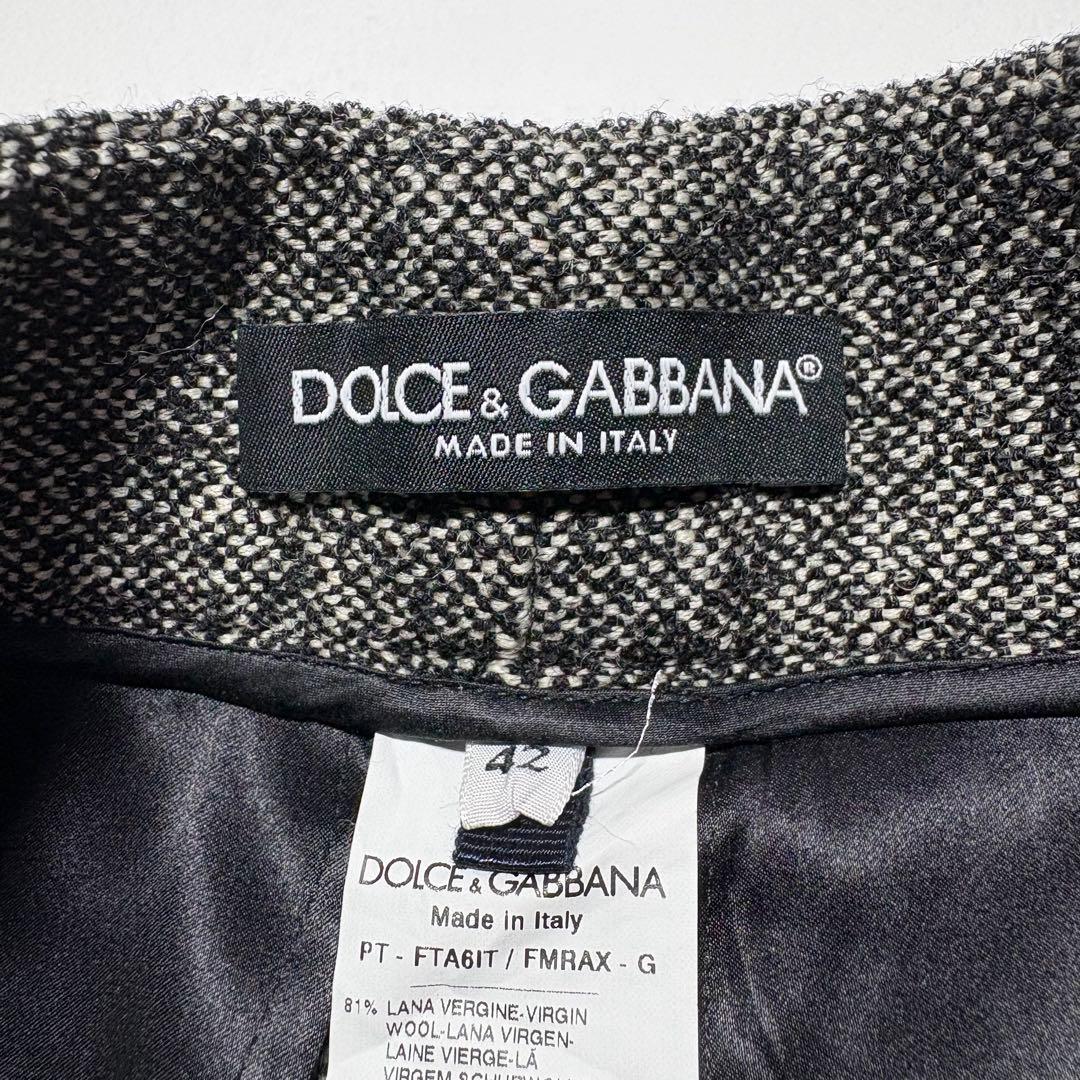 DOLCE & GABBANA®
MADE IN ITALY
42
DOLCE & GABBANA
Made in Italy
PT - FTA6IT / FMRAX - G
81% LANA VERGINE-VIRGIN
WOOL-LANA VIRGEN-
LAINE VIERGE-LÃ
VIRGEM